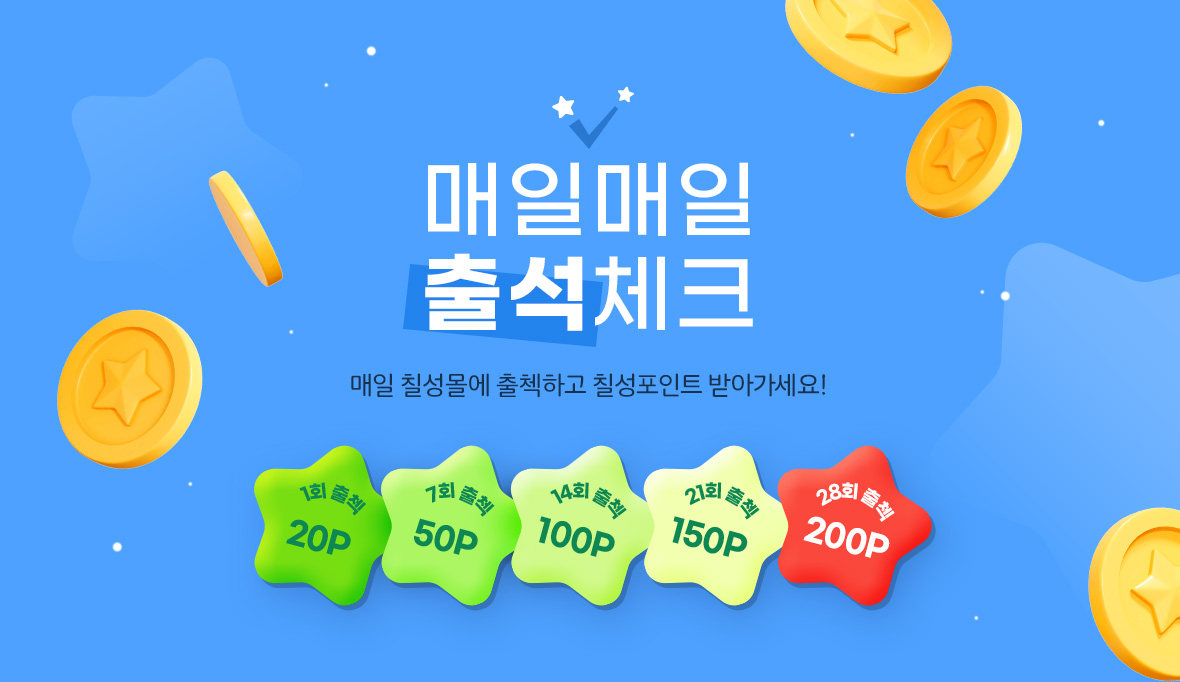 매일매일
출석체크
매일 칠성몰에 출첵하고 칠성포인트 받아가세요!
1회 출첵
20P
7회 출첵
50P
14회 출첵
100P
21회 출첵
150P
28회 출첵
200P